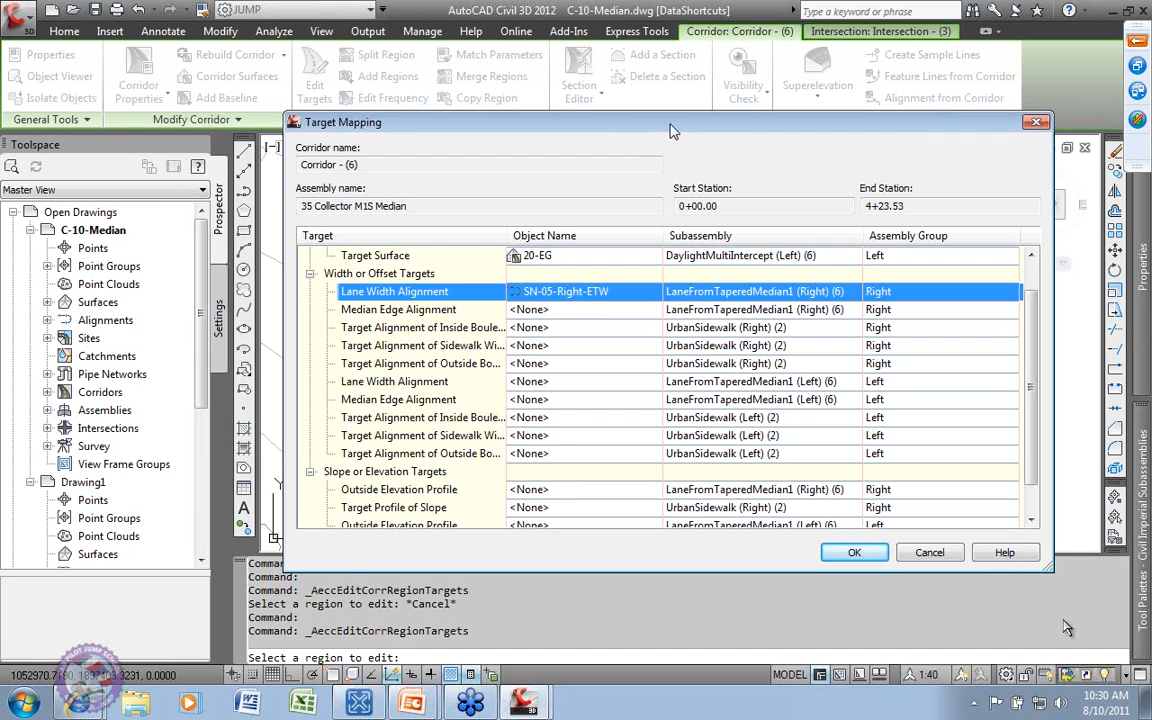 JUMP
AutoCAD Civil 3D 2012 C-10-Median.dwg [DataShortcuts]
Type a keyword or phrase
Home Insert Annotate Modify Analyze View Output Manage Help Online Add-Ins Express Tools Corridor: Corridor - (6) Intersection: Intersection - (3)
Properties
Object Viewer
Isolate Objects
Corridor Properties
Rebuild Corridor
Corridor Surfaces
Add Baseline
Edit Targets
Split Region
Add Regions
Edit Frequency
Match Parameters
Merge Regions
Copy Region
Section Editor
Add a Section
Delete a Section
Visibility Check
Superelevation
Create Sample Lines
Feature Lines from Corridor
Alignment from Corridor
General Tools Modify Corridor
Toolspace
Master View
Open Drawings
C-10-Median
Points
Point Groups
Point Clouds
Surfaces
Alignments
Sites
Catchments
Pipe Networks
Corridors
Assemblies
Intersections
Survey
View Frame Groups
Drawing1
Points
Point Groups
Point Clouds
Surfaces
Prospector
Settings
Target Mapping
Corridor name:
Corridor - (6)
Assembly name: Start Station: End Station:
35 Collector M1S Median 0+00.00 4+23.53
Target Object Name Subassembly Assembly Group
Target Surface 20-EG DaylightMultiIntercept (Left) (6) Left
Width or Offset Targets
Lane Width Alignment SN-05-Right-ETW LaneFromTaperedMedian1 (Right) (6) Right
Median Edge Alignment <None> LaneFromTaperedMedian1 (Right) (6) Right
Target Alignment of Inside Boule... <None> UrbanSidewalk (Right) (2) Right
Target Alignment of Sidewalk Wi... <None> UrbanSidewalk (Right) (2) Right
Target Alignment of Outside Bo... <None> UrbanSidewalk (Right) (2) Right
Lane Width Alignment <None> LaneFromTaperedMedian1 (Left) (6) Left
Median Edge Alignment <None> LaneFromTaperedMedian1 (Left) (6) Left
Target Alignment of Inside Boule... <None> UrbanSidewalk (Left) (2) Left
Target Alignment of Sidewalk Wi... <None> UrbanSidewalk (Left) (2) Left
Target Alignment of Outside Bo... <None> UrbanSidewalk (Left) (2) Left
Slope or Elevation Targets
Outside Elevation Profile <None> LaneFromTaperedMedian1 (Right) (6) Right
Target Profile of Slope <None> UrbanSidewalk (Right) (2) Right
Outside Elevation Profile <None> LaneFromTaperedMedian1 (Left) (6) Left
OK Cancel Help
Properties
Tool Palettes - Civil Imperial Subassemblies
Command:
Command: _AeccEditCorrRegionTargets
Select a region to edit: *Cancel*
Command:
Command: _AeccEditCorrRegionTargets
Select a region to edit:
MODEL 1:40
10:30 AM
8/10/2011